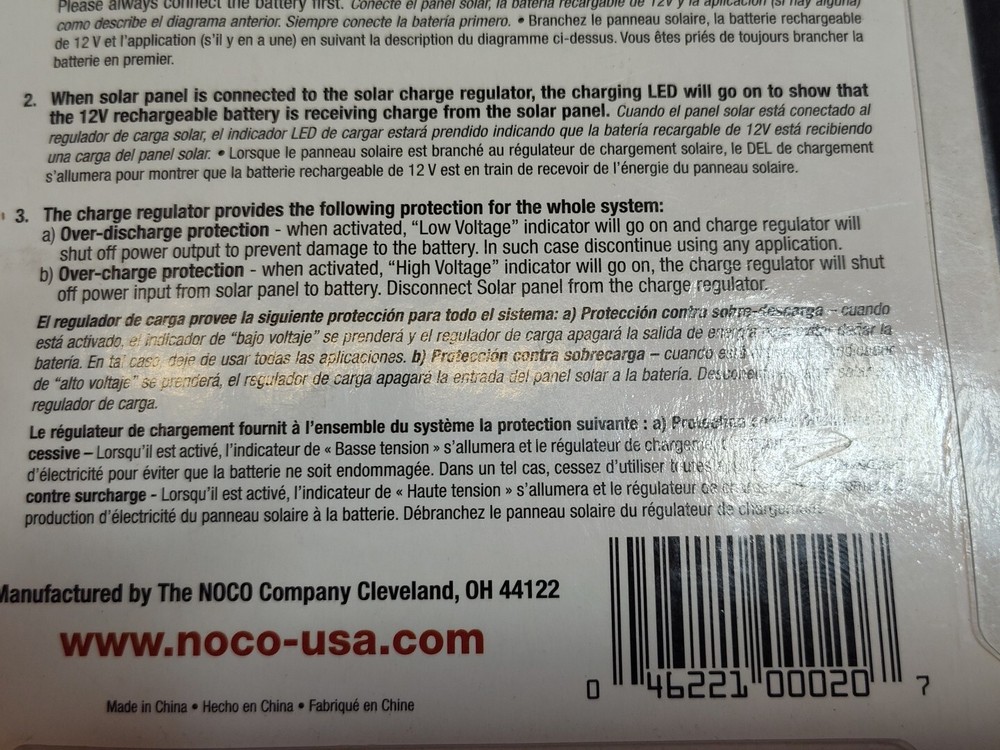 Please always connect the battery first. Conecte el panel solar, la batería recargable de 12V y la aplicación (si hay alguna)
como describe el diagrama anterior. Siempre conecte la batería primero. • Branchez le panneau solaire, la batterie rechargeable
de 12 V et l'application (s'il y en a une) en suivant la description du diagramme ci-dessus. Vous êtes priés de toujours brancher la
batterie en premier.
2. When solar panel is connected to the solar charge regulator, the charging LED will go on to show that
the 12V rechargeable battery is receiving charge from the solar panel. Cuando el panel solar está conectado al
regulador de carga solar, el indicador LED de cargar estará prendido indicando que la batería recargable de 12V está recibiendo
una carga del panel solar. • Lorsque le panneau solaire est branché au régulateur de chargement solaire, le DEL de chargement
s'allumera pour montrer que la batterie rechargeable de 12 V est en train de recevoir de l'énergie du panneau solaire.
3. The charge regulator provides the following protection for the whole system:
a) Over-discharge protection - when activated, “Low Voltage” indicator will go on and charge regulator will
shut off power output to prevent damage to the battery. In such case discontinue using any application.
b) Over-charge protection - when activated, “High Voltage” indicator will go on, the charge regulator will shut
off power input from solar panel to battery. Disconnect Solar panel from the charge regulator.
El regulador de carga provee la siguiente protección para todo el sistema: a) Protección contra sobre-descarga – cuando
está activado, el indicador de “bajo voltaje” se prenderá y el regulador de carga apagará la salida de energía para dañar la
batería. En tal caso, deje de usar todas las aplicaciones. b) Protección contra sobrecarga – cuando
de “alto voltaje” se prenderá, el regulador de carga apagará la entrada del panel solar a la batería.
regulador de carga.
Le régulateur de chargement fournit à l'ensemble du système la protection suivante : a)
cessive – Lorsqu'il est activé, l'indicateur de « Basse tension » s'allumera et le régulateur de chargement
d'électricité pour éviter que la batterie ne soit endommagée. Dans un tel cas, cessez d'utiliser toutes
contre surcharge - Lorsqu'il est activé, l'indicateur de « Haute tension » s'allumera et le régulateur
production d'électricité du panneau solaire à la batterie. Débranchez le panneau solaire du régulateur de
Manufactured by The NOCO Company Cleveland, OH 44122
www.noco-usa.com
Made in China • Hecho en China • Fabriqué en Chine
0 46221 00020 7